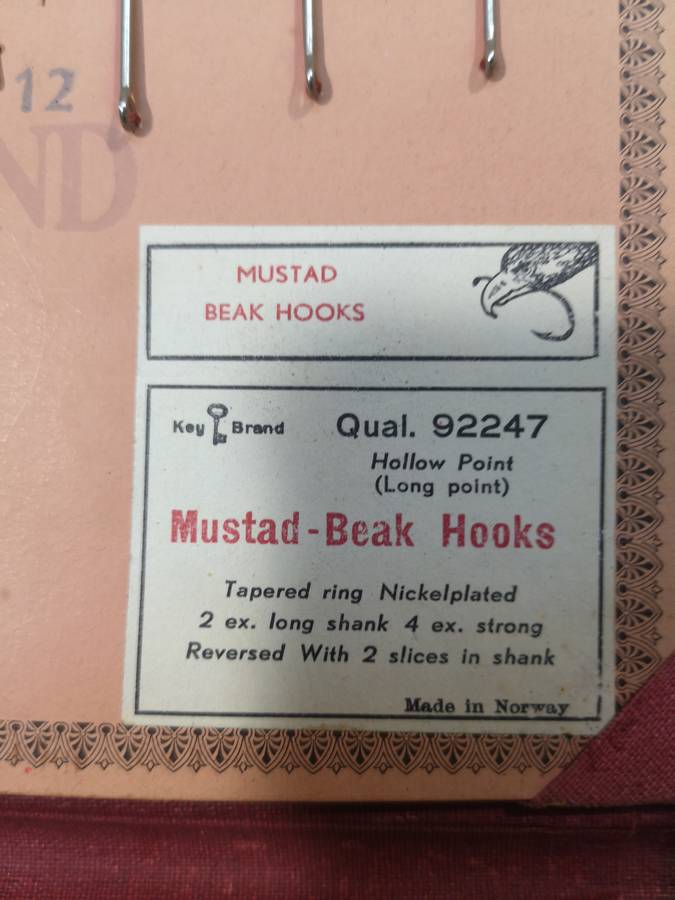 12
ND
MUSTAD
BEAK HOOKS
Key Brand
Qual. 92247
Hollow Point
(Long point)
Mustad-Beak Hooks
Tapered ring Nickelplated
2 ex. long shank 4 ex. strong
Reversed With 2 slices in shank
Made in Norway